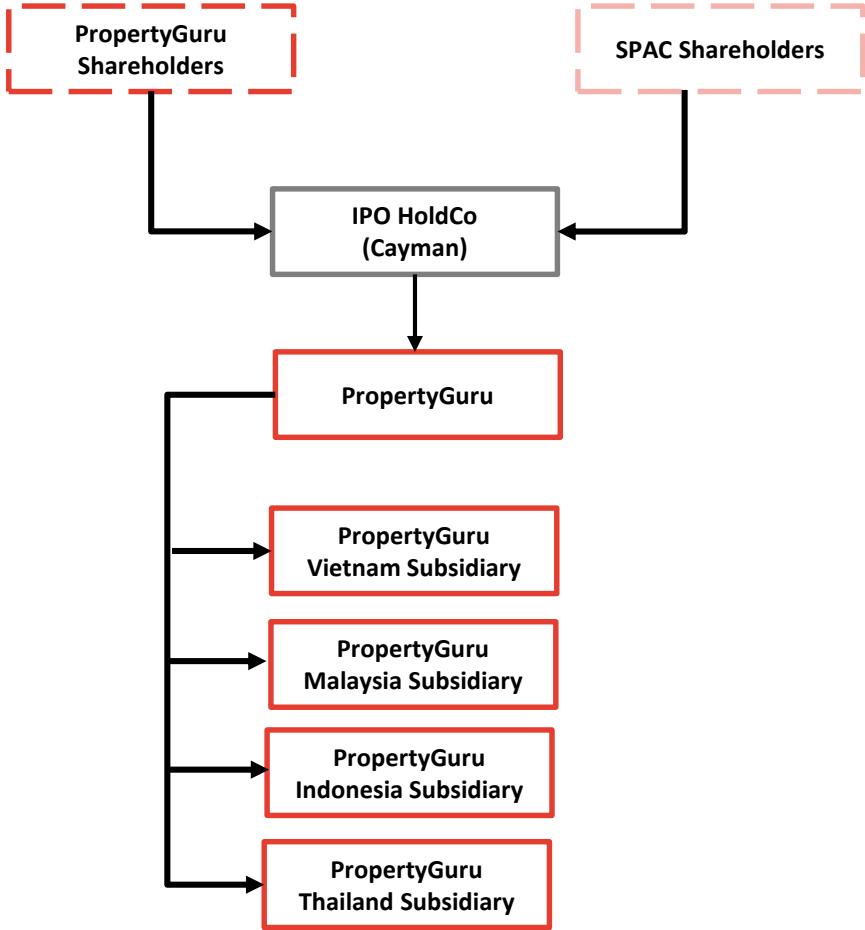 PropertyGuru
Shareholders
SPAC Shareholders
IPO HoldCo
(Cayman)
PropertyGuru
PropertyGuru
Vietnam Subsidiary
PropertyGuru
Malaysia Subsidiary
PropertyGuru
Indonesia Subsidiary
PropertyGuru
Thailand Subsidiary